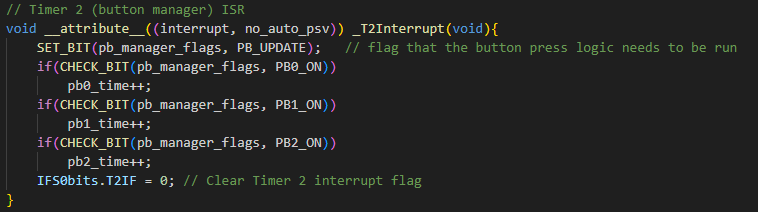 // Timer 2 (button manager) ISR
void __attribute__((interrupt, no_auto_psv)) _T2Interrupt(void){
    SET_BIT(pb_manager_flags, PB_UPDATE);   // flag that the button press logic needs to be run
    if(CHECK_BIT(pb_manager_flags, PB0_ON))
        pb0_time++;
    if(CHECK_BIT(pb_manager_flags, PB1_ON))
        pb1_time++;
    if(CHECK_BIT(pb_manager_flags, PB2_ON))
        pb2_time++;
    IFS0bits.T2IF = 0; // Clear Timer 2 interrupt flag
}